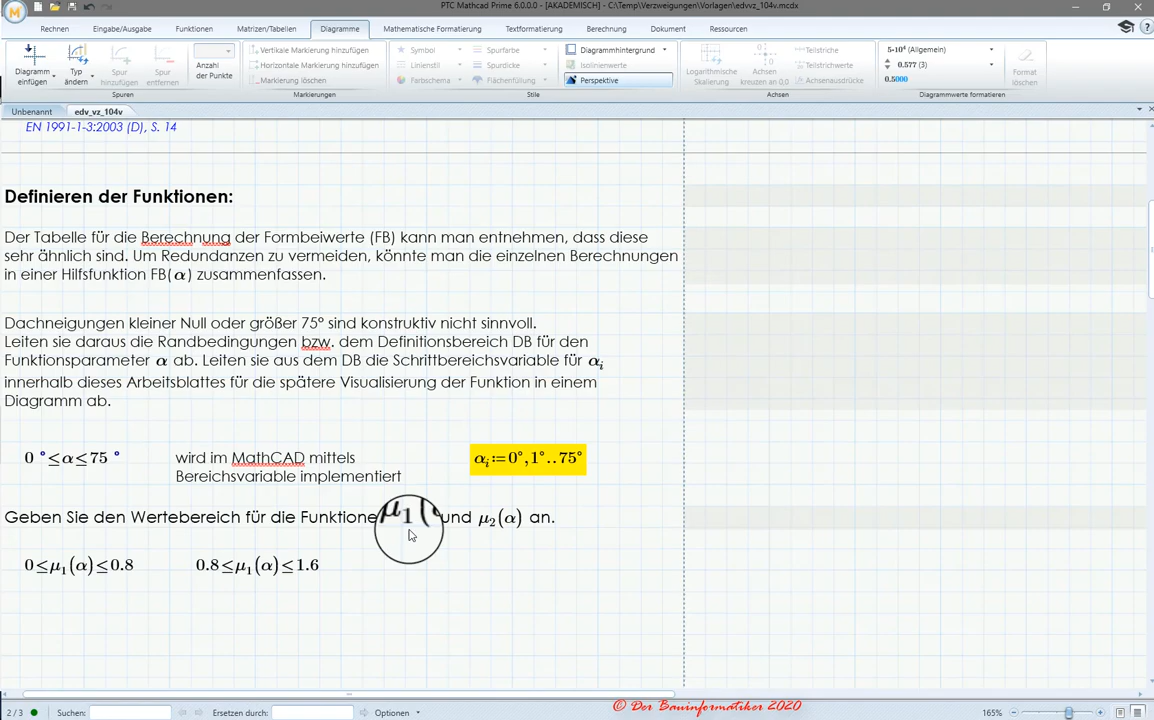 PTC Mathcad Prime 6.0.0.0 - [AKADEMISCH] - C:\Temp\Verzweigungen\Vorlagen\edvvz_104v.mcdx
Rechnen Eingabe/Ausgabe Funktionen Matrizen/Tabellen Diagramme Mathematische Formatierung Textformatierung Berechnung Dokument Ressourcen
Diagramm einfügen
Typ ändern
Spur hinzufügen
Spur entfernen
Anzahl der Punkte
Spuren
Vertikale Markierung hinzufügen
Horizontale Markierung hinzufügen
Markierung löschen
Markierungen
Symbol
Linienstil
Farbschema
Spurfarbe
Spurdicke
Flächenfüllung
Diagrammhintergrund
Isolienwerte
Perspektive
Stile
Logarithmische Skalierung
Achsen kreuzen an 0,0
Teilstriche
Teilstrichwerte
Achsenausdrücke
Achsen
5·10⁴ (Allgemein)
0.577 (3)
0.5000
Format löschen
Diagrammwerte formatieren
Unbenannt edv_vz_104v
EN 1991-1-3:2003 (D), S. 14
Definieren der Funktionen:
Der Tabelle für die Berechnung der Formbeiwerte (FB) kann man entnehmen, dass diese
sehr ähnlich sind. Um Redundanzen zu vermeiden, könnte man die einzelnen Berechnungen
in einer Hilfsfunktion FB(α) zusammenfassen.
Dachneigungen kleiner Null oder größer 75° sind konstruktiv nicht sinnvoll.
Leiten sie daraus die Randbedingungen bzw. dem Definitionsbereich DB für den
Funktionsparameter α ab. Leiten sie aus dem DB die Schrittbereichsvariable für αᵢ
innerhalb dieses Arbeitsblattes für die spätere Visualisierung der Funktion in einem
Diagramm ab.
0 °≤α≤75 ° wird im MathCAD mittels αᵢ≔0°,1°..75°
Bereichsvariable implementiert
Geben Sie den Wertebereich für die Funktione μ₁( und μ₂(α) an.
0≤μ₁(α)≤0.8 0.8≤μ₁(α)≤1.6
2 / 3 Suchen: Ersetzen durch: Optionen © Der Bauinformatiker 2020 165%